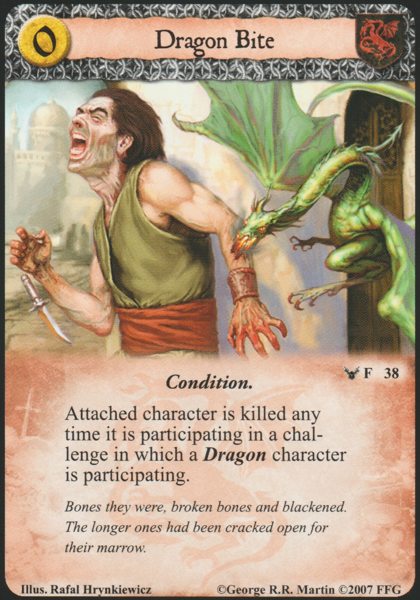 0
Dragon Bite
F 38
Condition.
Attached character is killed any
time it is participating in a chal-
lenge in which a Dragon character
is participating.
Bones they were, broken bones and blackened.
The longer ones had been cracked open for
their marrow.
Illus. Rafal Hrynkiewicz ©George R.R. Martin ©2007 FFG